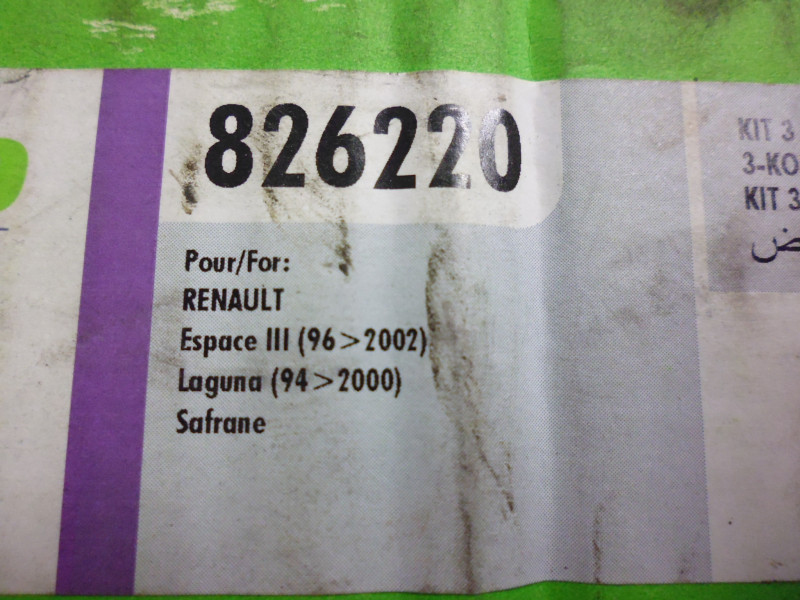 826220
Pour/For:
RENAULT
Espace III (96>2002)
Laguna (94>2000)
Safrane
KIT 3
3-KO
KIT 3